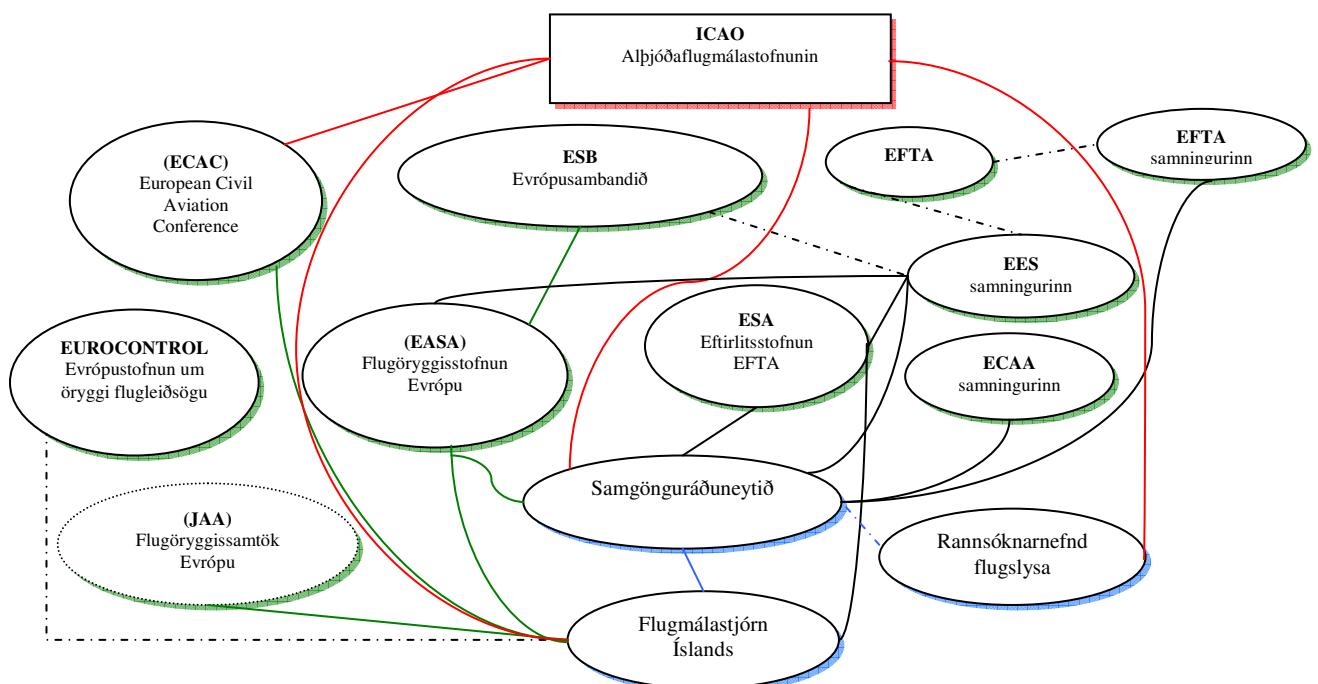 ICAO
Alþjóðaflugmálastofnunin
(ECAC)
European Civil
Aviation
Conference
ESB
Evrópusambandið
EFTA
EFTA
samningurinn
EES
samningurinn
EUROCONTROL
Evrópustofnun um
öryggi flugleiðsögu
(EASA)
Flugöryggisstofnun
Evrópu
ESA
Eftirlitsstofnun
EFTA
ECAA
samningurinn
(JAA)
Flugöryggissamtök
Evrópu
Samgönguráðuneytið
Rannsóknarnefnd
flugslysa
Flugmálastjórn
Íslands